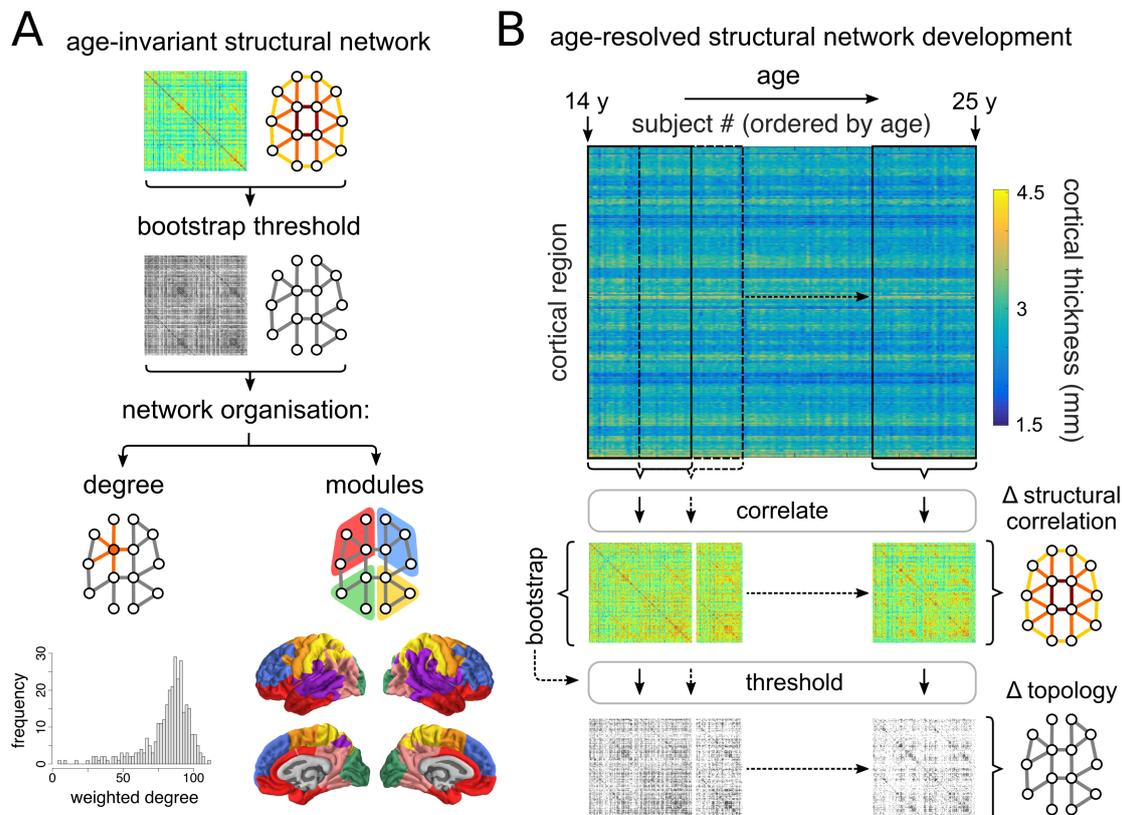 A
age-invariant structural network
bootstrap threshold
network organisation:
degree
modules
frequency
30
20
10
0
0
50
100
weighted degree
B
age-resolved structural network development
age
14 y
25 y
subject # (ordered by age)
cortical region
4.5
3
1.5
cortical thickness (mm)
correlate
Δ structural
correlation
bootstrap
threshold
Δ topology